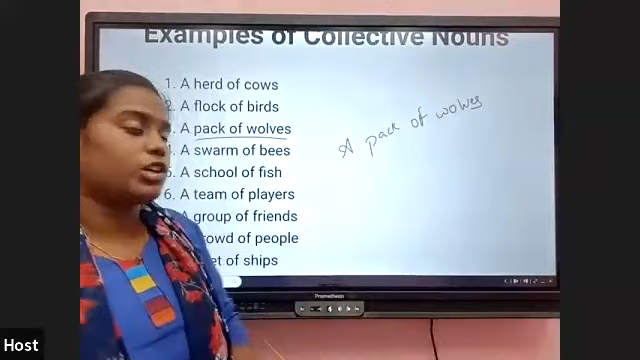 Examples of Collective Nouns
1. A herd of cows
2. A flock of birds
A pack of wolves
A swarm of bees
A school of fish
6. A team of players
A group of friends
rowd of people
et of ships
A pack of wolves
Promethean
Host